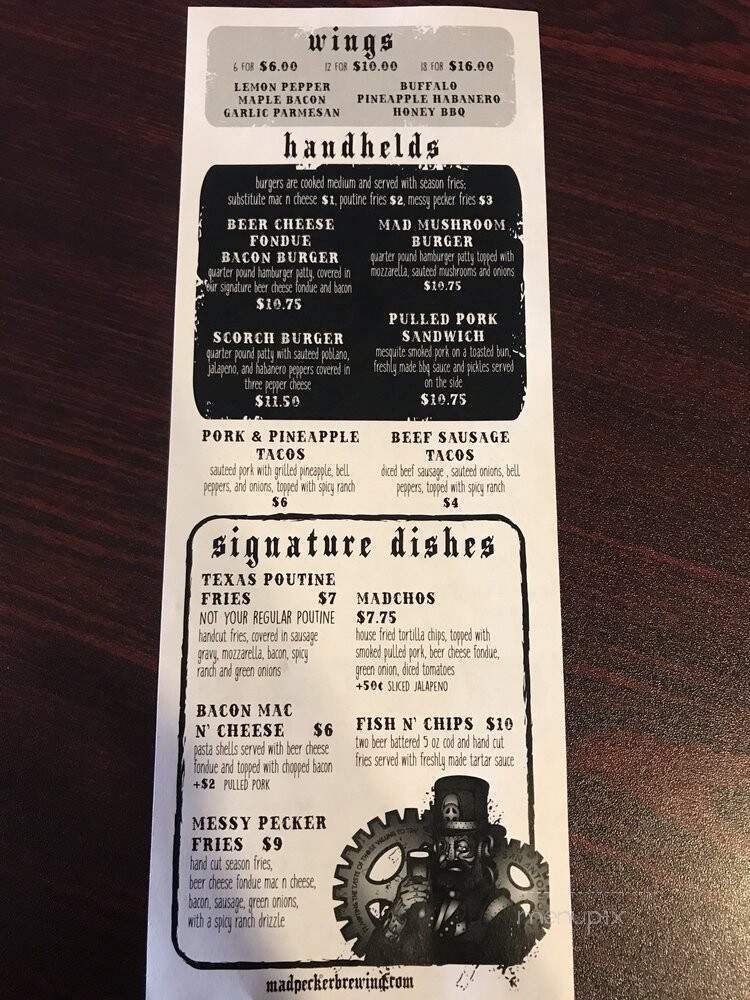 wings
6 FOR $6.00 12 FOR $10.00 18 FOR $16.00
LEMON PEPPER
MAPLE BACON
GARLIC PARMESAN
BUFFALO
PINEAPPLE HABANERO
HONEY BBQ
handhelds
burgers are cooked medium and served with season fries;
substitute mac n cheese $1, poutine fries $2, messy pecker fries $3
BEER CHEESE
FONDUE
BACON BURGER
quarter pound hamburger patty, covered in
our signature beer cheese fondue and bacon
$10.75
MAD MUSHROOM
BURGER
quarter pound hamburger patty topped with
mozzarella, sauteed mushrooms and onions
$10.75
SCORCH BURGER
quarter pound patty with sauteed poblano,
jalapeno, and habanero peppers covered in
three pepper cheese
$11.50
PULLED PORK
SANDWICH
mesquite smoked pork on a toasted bun,
freshly made bbq sauce and pickles served
on the side
$10.75
PORK & PINEAPPLE
TACOS
sauteed pork with grilled pineapple, bell
peppers, and onions, topped with spicy ranch
$6
BEEF SAUSAGE
TACOS
diced beef sausage , sauteed onions, bell
peppers, topped with spicy ranch
$4
signature dishes
TEXAS POUTINE
FRIES $7
NOT YOUR REGULAR POUTINE
handcut fries, covered in sausage
gravy, mozzarella, bacon, spicy
ranch and green onions
MADCHOS
$7.75
house fried tortilla chips, topped with
smoked pulled pork, beer cheese fondue,
green onion, diced tomatoes
+50¢ SLICED JALAPENO
BACON MAC
N' CHEESE $6
pasta shells served with beer cheese
fondue and topped with chopped bacon
+$2 PULLED PORK
FISH N' CHIPS $10
two beer battered 5 oz cod and hand cut
fries served with freshly made tartar sauce
MESSY PECKER
FRIES $9
hand cut season fries,
beer cheese fondue mac n cheese,
bacon, sausage, green onions,
with a spicy ranch drizzle
menupix
madpeckerbrewing.com